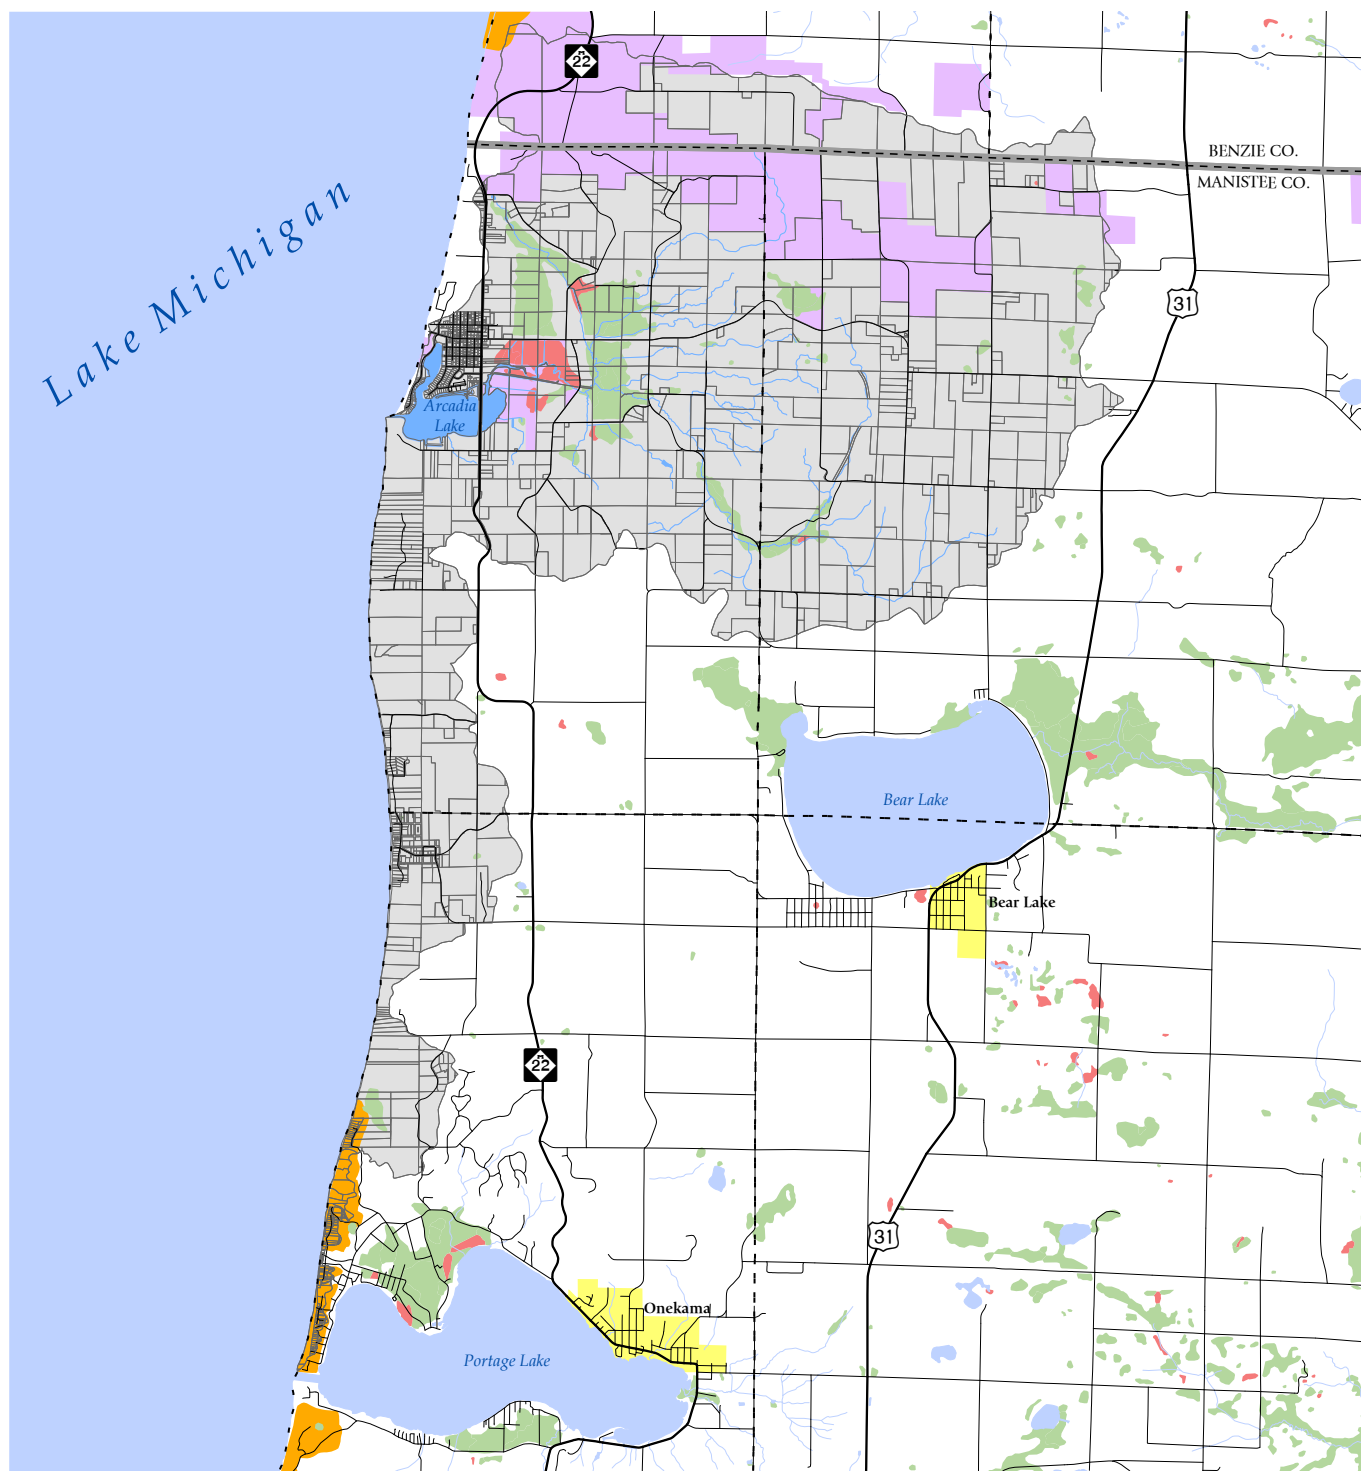 M
22
BENZIE CO.
MANISTEE CO.
Lake Michigan
31
Arcadia
Lake
Bear Lake
Bear Lake
M
22
31
Onekama
Portage Lake